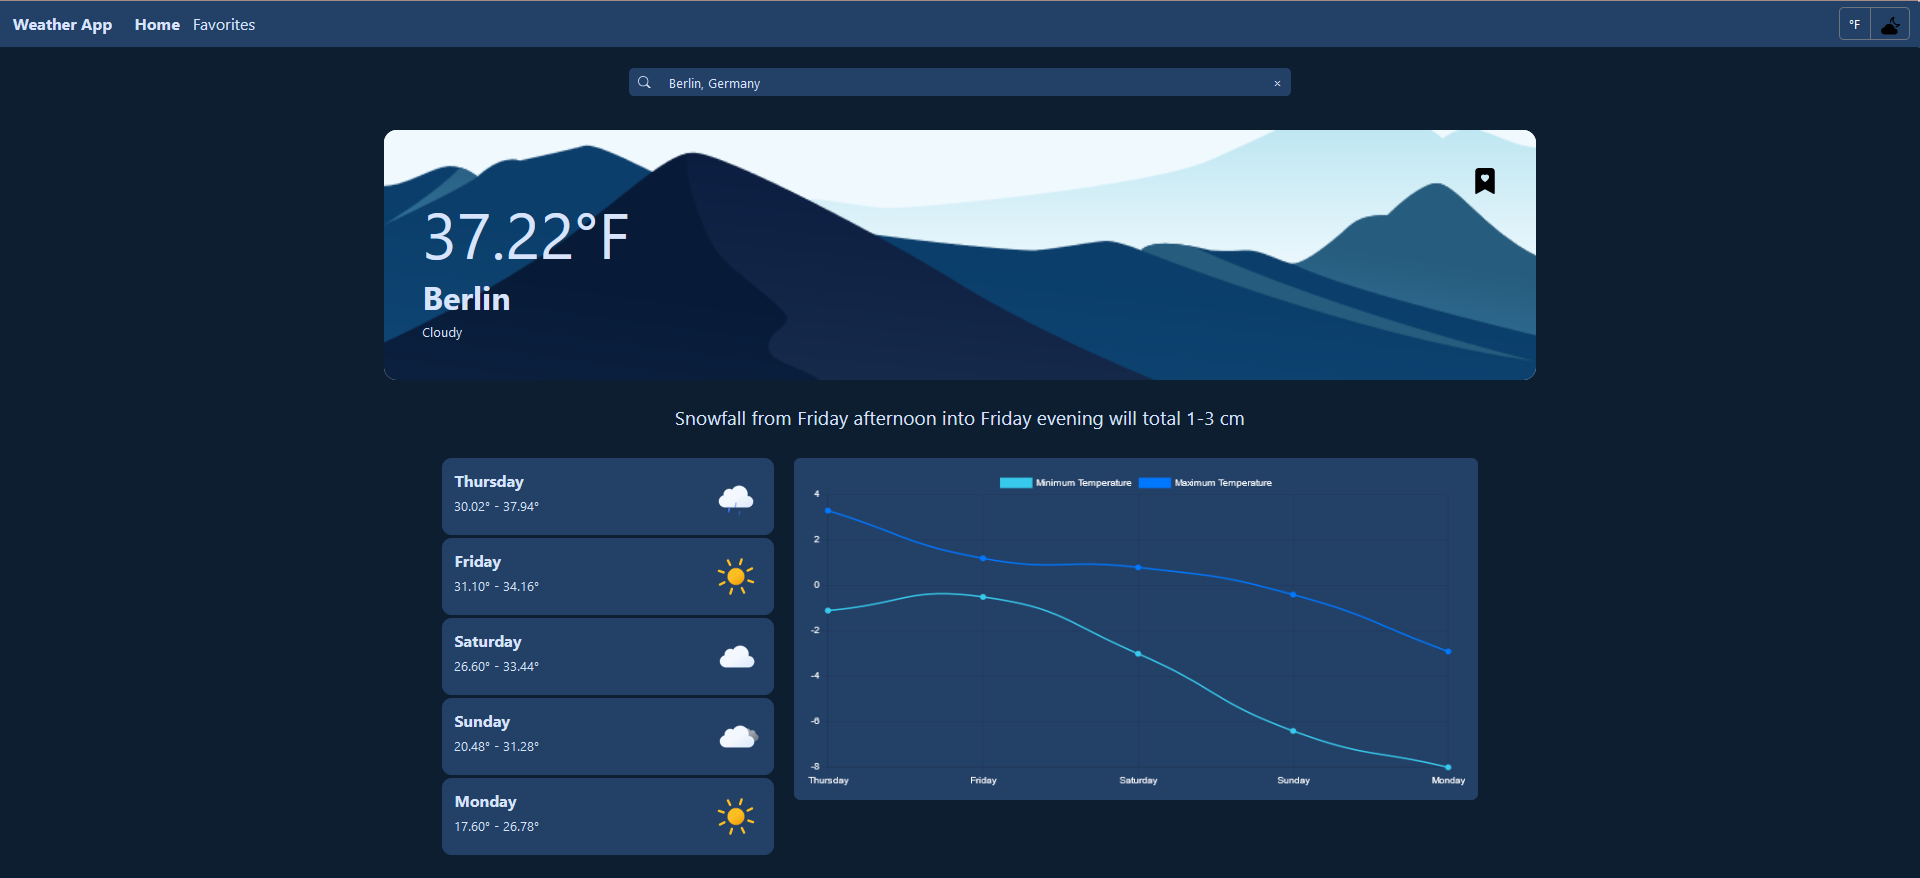 Weather App Home Favorites °F
Berlin, Germany ×
37.22°F
Berlin
Cloudy
Snowfall from Friday afternoon into Friday evening will total 1-3 cm
Thursday
30.02° - 37.94°
Friday
31.10° - 34.16°
Saturday
26.60° - 33.44°
Sunday
20.48° - 31.28°
Monday
17.60° - 26.78°
Minimum Temperature Maximum Temperature
4
2
0
-2
-4
-6
-8
Thursday Friday Saturday Sunday Monday